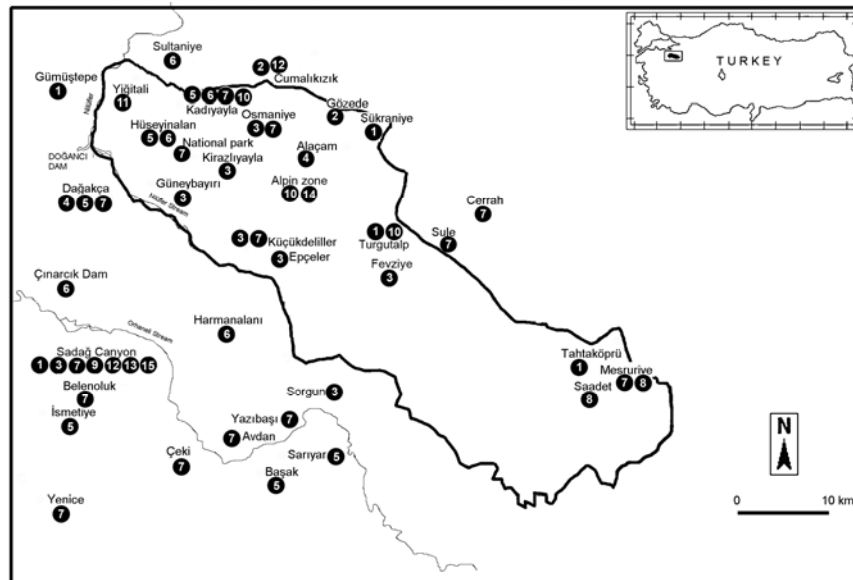 TURKEY
Sultaniye
6
2 12
Cumalıkızık
Gümüştepe
1
Yiğitali
11
Nilüfer
5 6 7 10
Kadıyayla
Osmaniye
3 7
Gözede
2
Sükraniye
1
Hüseyinalan
5 6
National park
7
Kirazlıyayla
3
Alaçam
4
DOĞANCI
DAM
Dağakça
4 5 7
Güneybayırı
3
Nilüfer Stream
Alpin zone
10 14
Cerrah
7
3 7
Küçükdeliller
Epçeler
3
1 10
Turgutalp
Sule
7
Fevziye
3
Çınarcık Dam
6
Harmanalanı
6
Orhaneli Stream
Sadağ Canyon
1 3 7 9 12 13 15
Belenoluk
7
İsmetiye
5
Tahtaköprü
1
Mesruriye
7 8
Saadet
8
Sorgun
3
Yazıbaşı
7
Avdan
7
Sarıyar
5
Çeki
7
Başak
5
Yenice
7
N
0 10 km